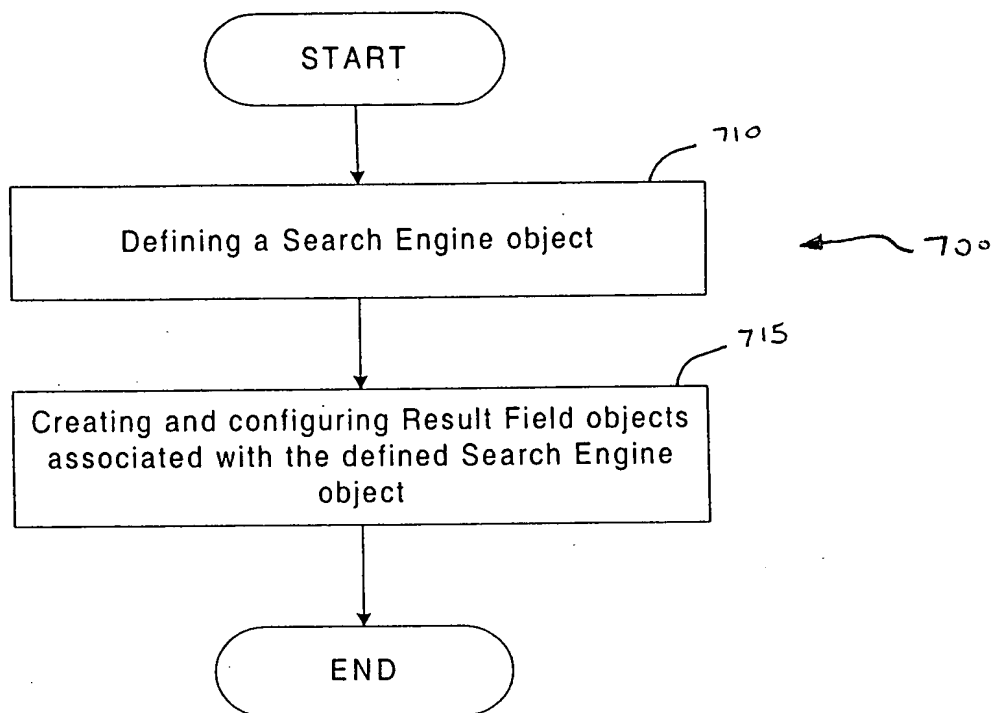 START
710
Defining a Search Engine object
700
715
Creating and configuring Result Field objects
associated with the defined Search Engine
object
END